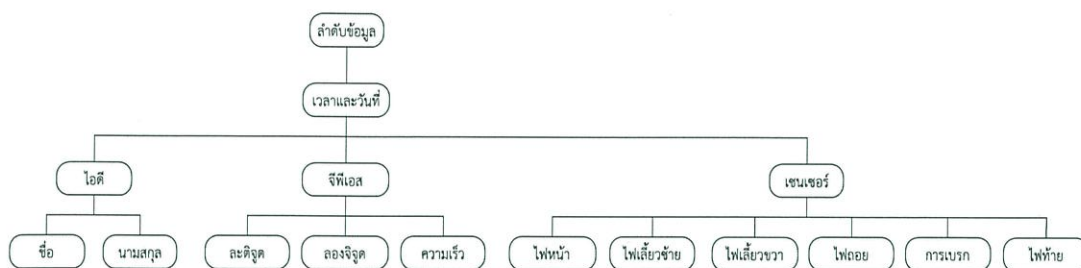 ลำดับข้อมูล
เวลาและวันที่
ไอดี
จีพีเอส
เซนเซอร์
ชื่อ
นามสกุล
ละติจูด
ลองจิจูด
ความเร็ว
ไฟหน้า
ไฟเลี้ยวซ้าย
ไฟเลี้ยวขวา
ไฟถอย
การเบรก
ไฟท้าย